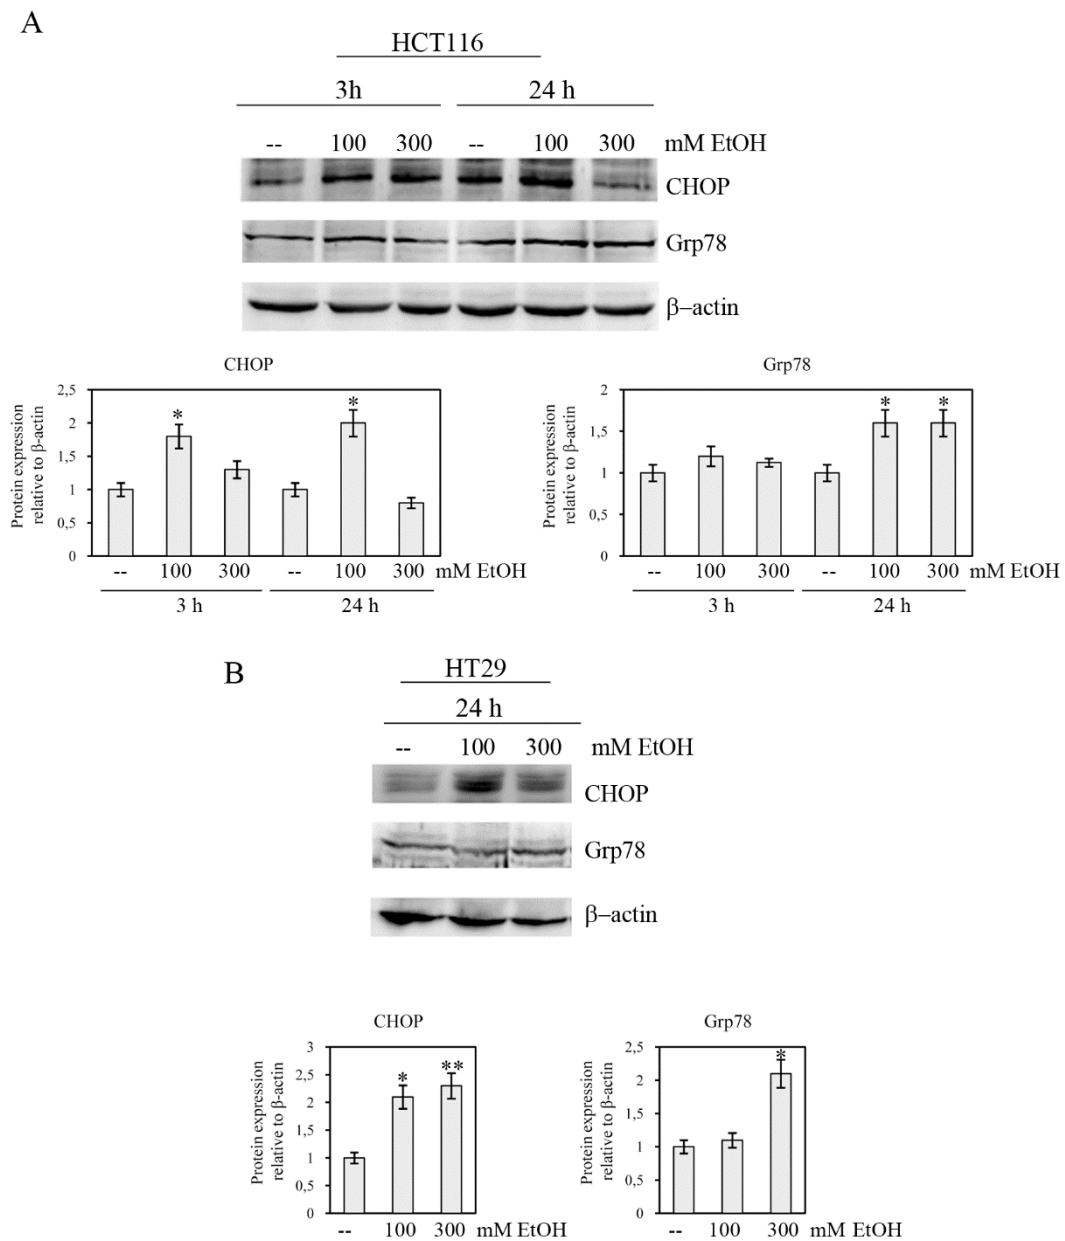 A
HCT116
3h 24 h
-- 100 300 -- 100 300 mM EtOH
CHOP
Grp78
β–actin
CHOP
Protein expression
relative to β-actin
2,5
2
1,5
1
0,5
0
* *
-- 100 300 -- 100 300 mM EtOH
3 h 24 h
Grp78
Protein expression
relative to β-actin
2
1,5
1
0,5
0
* *
-- 100 300 -- 100 300 mM EtOH
3 h 24 h
B
HT29
24 h
-- 100 300 mM EtOH
CHOP
Grp78
β–actin
CHOP
Protein expression
relative to β-actin
3
2,5
2
1,5
1
0,5
0
* **
-- 100 300 mM EtOH
Grp78
Protein expression
relative to β-actin
2,5
2
1,5
1
0,5
0
*
-- 100 300 mM EtOH